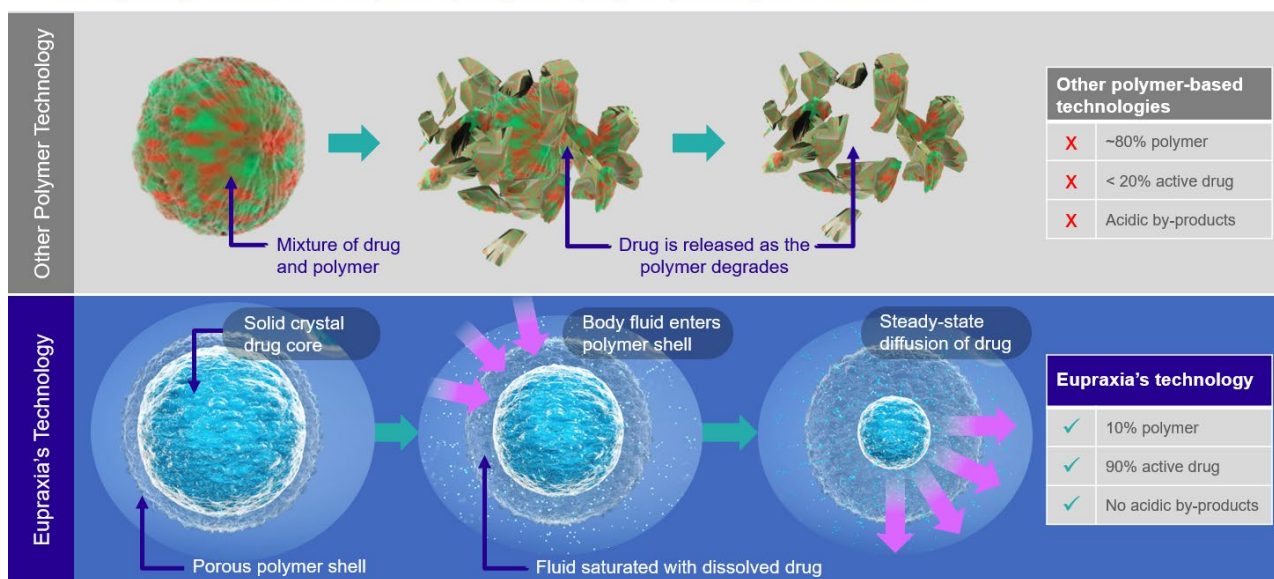 Other Polymer Technology
Mixture of drug
and polymer
Drug is released as the
polymer degrades
Other polymer-based
technologies
X ~80% polymer
X < 20% active drug
X Acidic by-products
Eupraxia's Technology
Solid crystal
drug core
Porous polymer shell
Body fluid enters
polymer shell
Fluid saturated with dissolved drug
Steady-state
diffusion of drug
Eupraxia's technology
✓ 10% polymer
✓ 90% active drug
✓ No acidic by-products